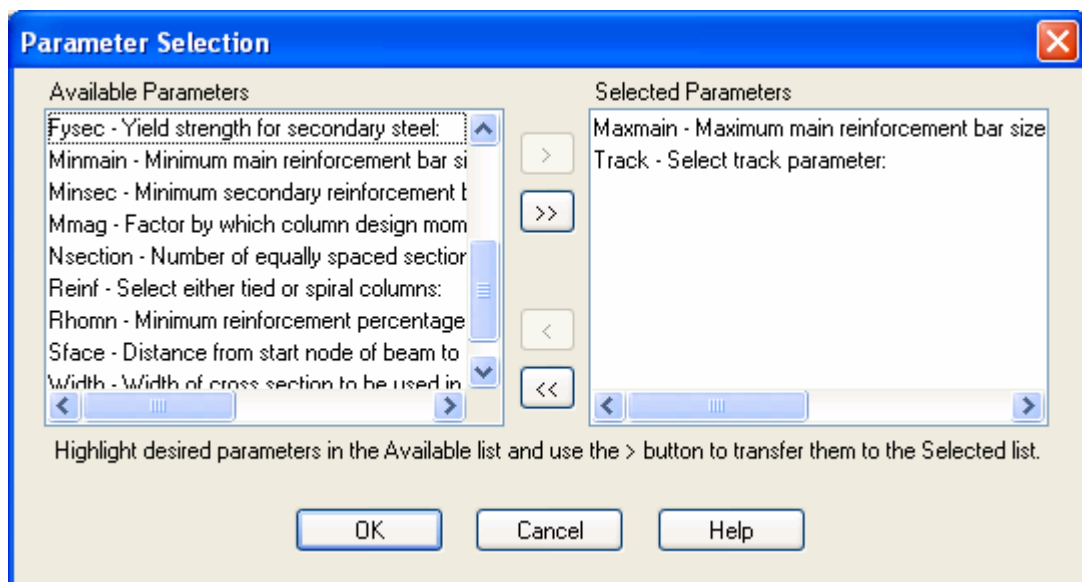 Parameter Selection
Available Parameters
Fysec - Yield strength for secondary steel:
Minmain - Minimum main reinforcement bar si
Minsec - Minimum secondary reinforcement b
Mmag - Factor by which column design mom
Nsection - Number of equally spaced section
Reinf - Select either tied or spiral columns:
Rhomn - Minimum reinforcement percentage
Sface - Distance from start node of beam to
Width - Width of cross section to be used in
>
>>
<
<<
Selected Parameters
Maxmain - Maximum main reinforcement bar size
Track - Select track parameter:
Highlight desired parameters in the Available list and use the > button to transfer them to the Selected list.
OK
Cancel
Help